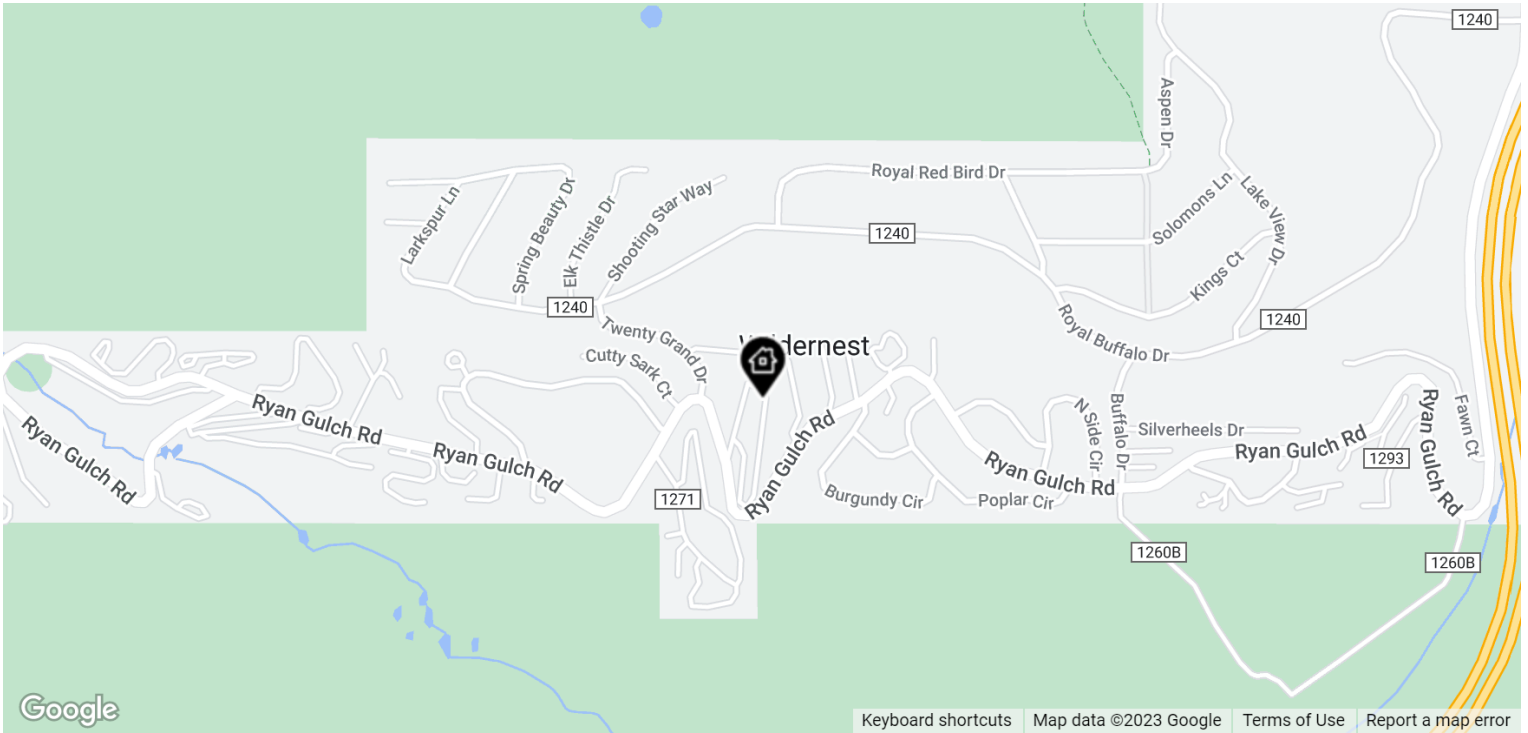 1240
Aspen Dr
Royal Red Bird Dr
Larkspur Ln
Spring Beauty Dr
Elk Thistle Dr
Shooting Star Way
Solomons Ln
Lake View Dr
1240
Kings Ct
1240
1240
Twenty Grand Dr
Royal Buffalo Dr
Cutty Sark Ct
Ryan Gulch Rd
Ryan Gulch Rd
Ryan Gulch Rd
Ryan Gulch Rd
Ryan Gulch Rd
Ryan Gulch Rd
Ryan Gulch Rd
N Side Cir
Buffalo Dr
Silverheels Dr
Fawn Ct
1293
1271
Burgundy Cir
Poplar Cir
1260B
1260B
Google
Keyboard shortcuts
Map data ©2023 Google
Terms of Use
Report a map error